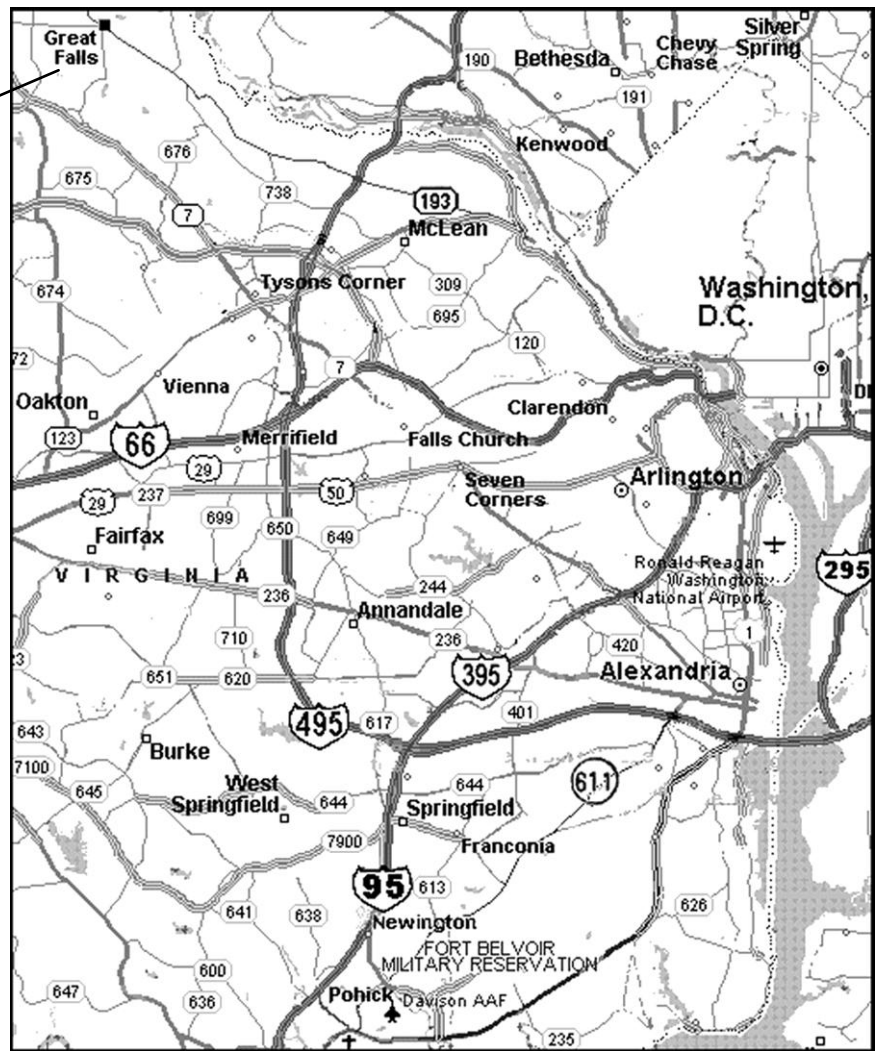 Great
Falls
190
Bethesda
Chevy
Chase
Silver
Spring
191
Kenwood
676
675
738
7
193
McLean
Tysons Corner
309
674
695
Washington,
D.C.
120
72
7
Vienna
Oakton
Clarendon
123
66
Merrifield
Falls Church
29
Seven
Corners
Arlington
29
237
50
699
650
649
Fairfax
VIRGINIA
Ronald Reagan
Washington
National Airport
295
236
244
Annandale
710
236
420
1
651
620
395
Alexandria
495
617
401
643
Burke
7100
645
West
Springfield
644
644
611
Springfield
7900
Franconia
95
613
641
638
626
Newington
FORT BELVOIR
MILITARY RESERVATION
600
647
636
Pohick
Davison AAF
235